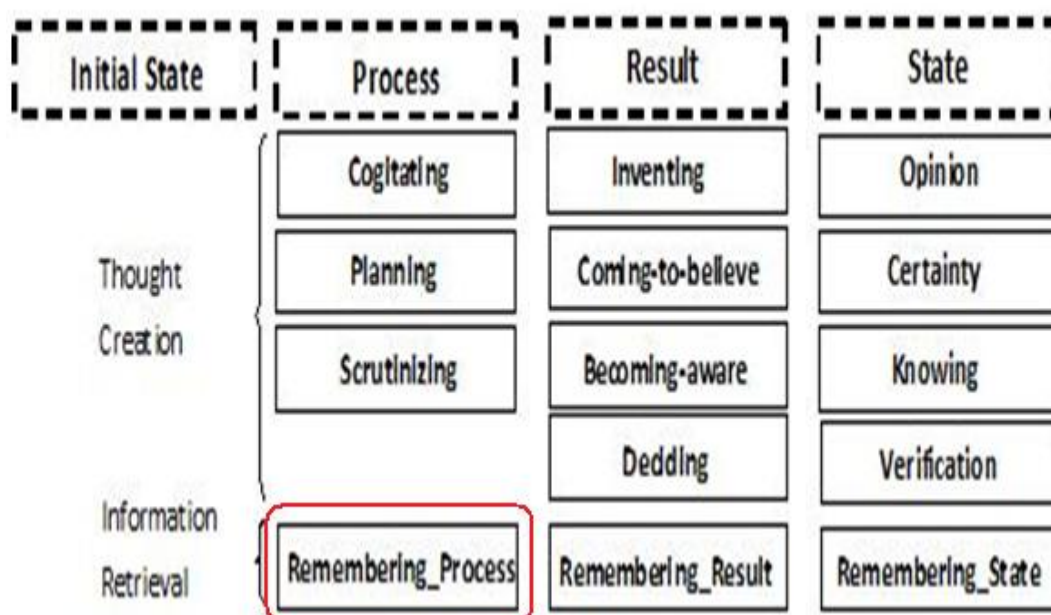 Initial State
Process
Result
State
Cogitating
Inventing
Opinion
Thought
Creation
Planning
Coming-to-believe
Certainty
Scrutinizing
Becoming-aware
Knowing
Dedding
Verification
Information
Retrieval
Remembering_Process
Remembering_Result
Remembering_State